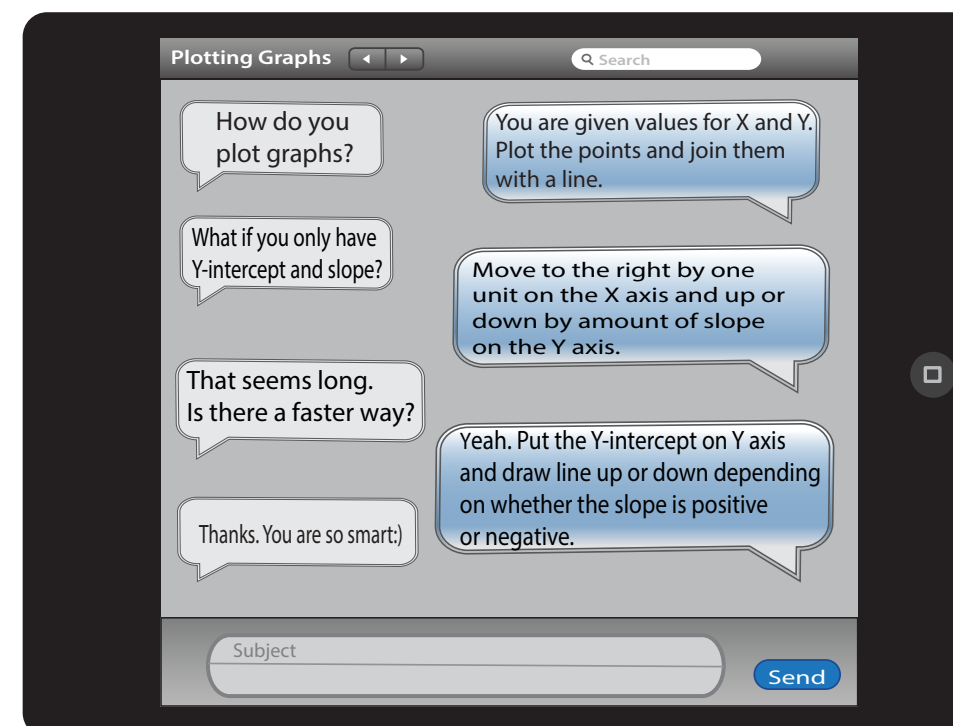 Plotting Graphs
Search
How do you
plot graphs?
You are given values for X and Y.
Plot the points and join them
with a line.
What if you only have
Y-intercept and slope?
Move to the right by one
unit on the X axis and up or
down by amount of slope
on the Y axis.
That seems long.
Is there a faster way?
Yeah. Put the Y-intercept on Y axis
and draw line up or down depending
on whether the slope is positive
or negative.
Thanks. You are so smart:)
Subject
Send